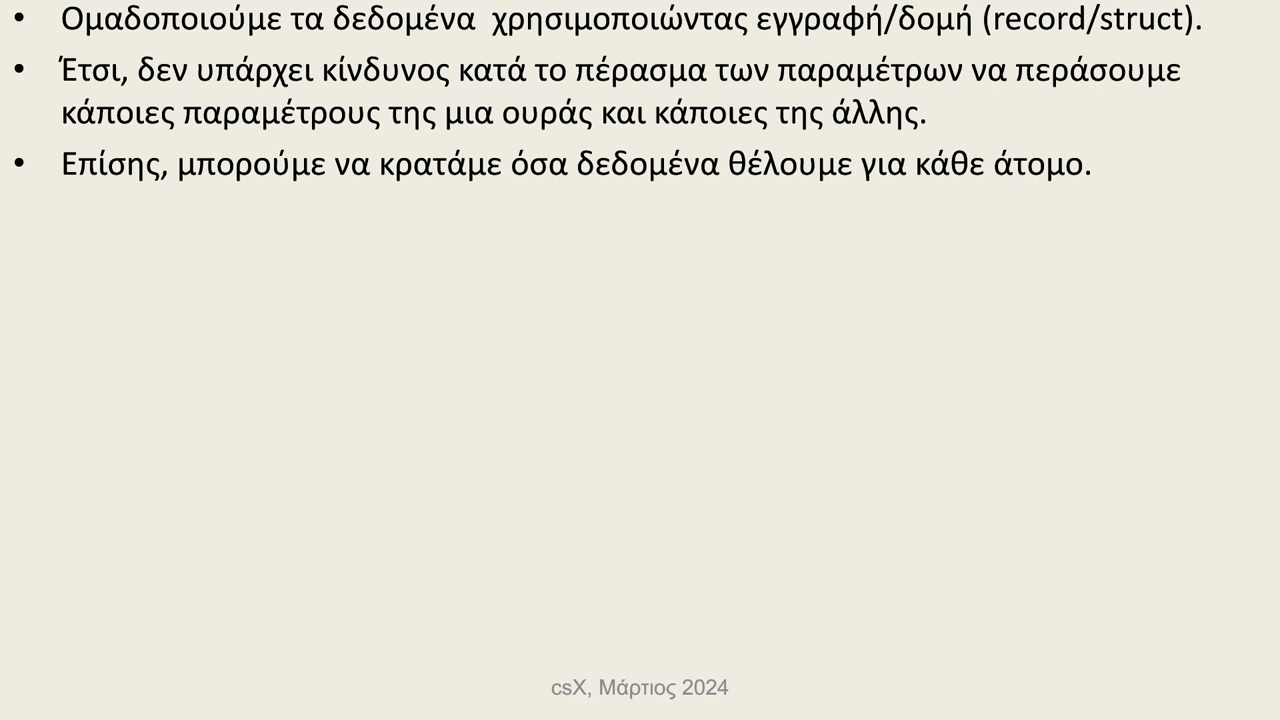 • Ομαδοποιούμε τα δεδομένα  χρησιμοποιώντας εγγραφή/δομή (record/struct).
• Έτσι, δεν υπάρχει κίνδυνος κατά το πέρασμα των παραμέτρων να περάσουμε
κάποιες παραμέτρους της μια ουράς και κάποιες της άλλης.
• Επίσης, μπορούμε να κρατάμε όσα δεδομένα θέλουμε για κάθε άτομο.
csX, Μάρτιος 2024